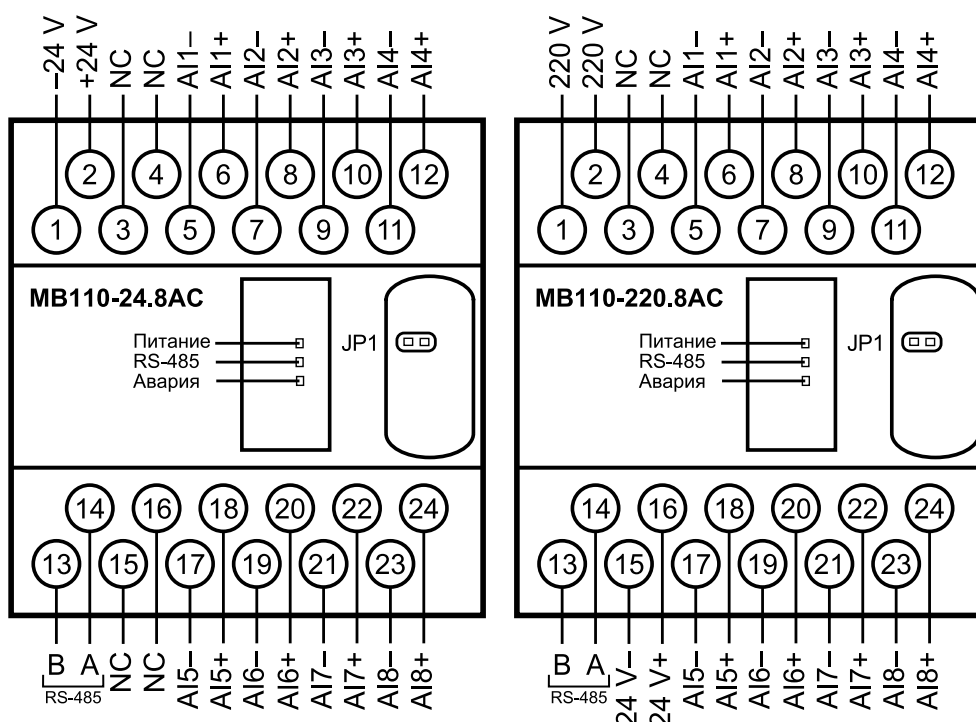 –24 V
+24 V
NC
NC
AI1–
AI1+
AI2–
AI2+
AI3–
AI3+
AI4–
AI4+
2 4 6 8 10 12
1 3 5 7 9 11
МВ110-24.8АС
Питание
RS-485
Авария
JP1
14 16 18 20 22 24
13 15 17 19 21 23
B A
RS-485
NC
NC
AI5–
AI5+
AI6–
AI6+
AI7–
AI7+
AI8–
AI8+
220 V
220 V
NC
NC
AI1–
AI1+
AI2–
AI2+
AI3–
AI3+
AI4–
AI4+
2 4 6 8 10 12
1 3 5 7 9 11
МВ110-220.8АС
Питание
RS-485
Авария
JP1
14 16 18 20 22 24
13 15 17 19 21 23
B A
RS-485
24 V–
24 V+
AI5–
AI5+
AI6–
AI6+
AI7–
AI7+
AI8–
AI8+